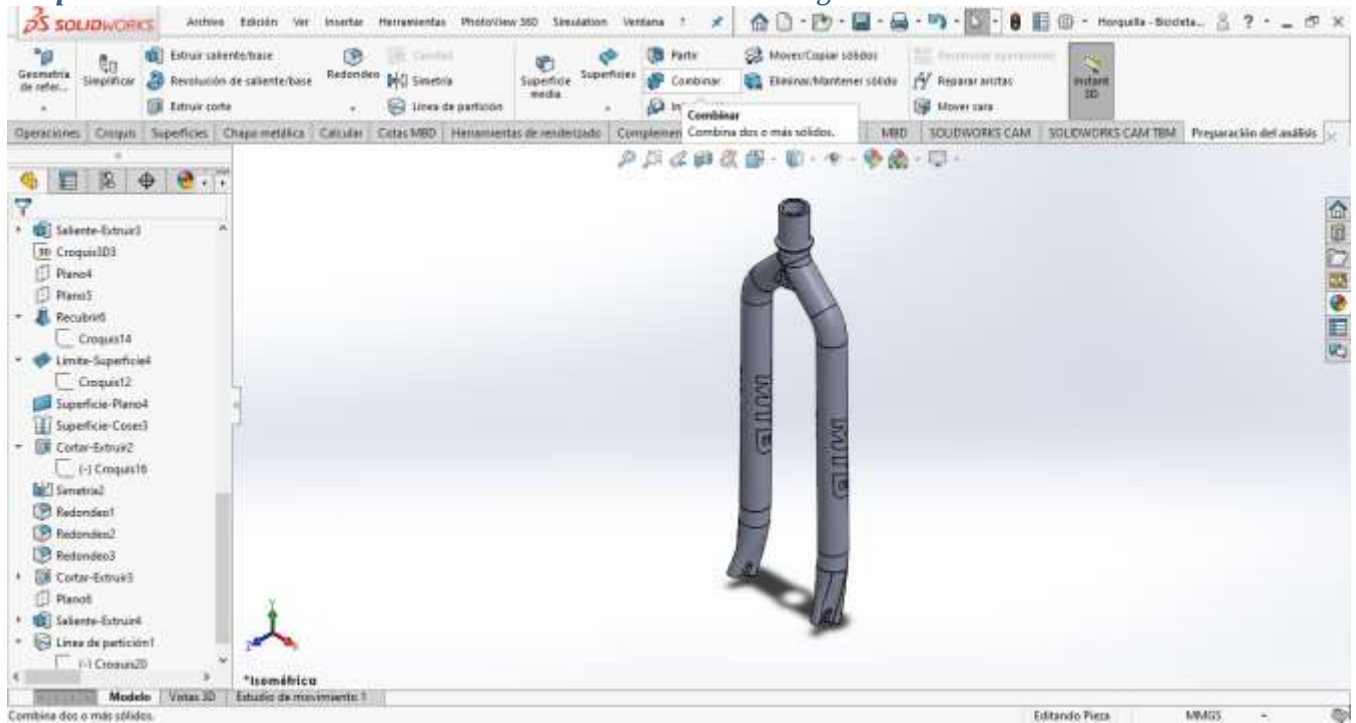 SOLIDWORKS Archivo Edición Ver Insertar Herramientas PhotoView 360 Simulation Ventana ? Horquilla - Bicicleta... ?
Geometría de refer...
Simplificar
Extruir saliente/base
Revolución de saliente/base
Extruir corte
Redondeo
Cavidad
Simetría
Línea de partición
Superficie media
Superficies
Parte
Combinar
Mover/Copiar sólidos
Eliminar/Mantener sólido
Reparar aristas
Mover cara
Instant 3D
Combinar
Combina dos o más sólidos.
Operaciones Croquis Superficies Chapa metálica Calcular Cotas MBD Herramientas de renderizado MBD SOLIDWORKS CAM SOLIDWORKS CAM TBM Preparación del análisis
Saliente-Extruir3
3D Croquis3D3
Plano4
Plano5
Recubrir6
Croquis14
Limite-Superficie4
Croquis12
Superficie-Plano4
Superficie-Coser3
Cortar-Extruir2
(-) Croquis16
Simetría2
Redondeo1
Redondeo2
Redondeo3
Cortar-Extruir3
Plano6
Saliente-Extruir4
Línea de partición1
(-) Croquis20
MTB
MTB
Y
Z
X
*Isométrica
Modelo Vistas 3D Estudio de movimiento 1
Combina dos o más sólidos. Editando Pieza MMGS